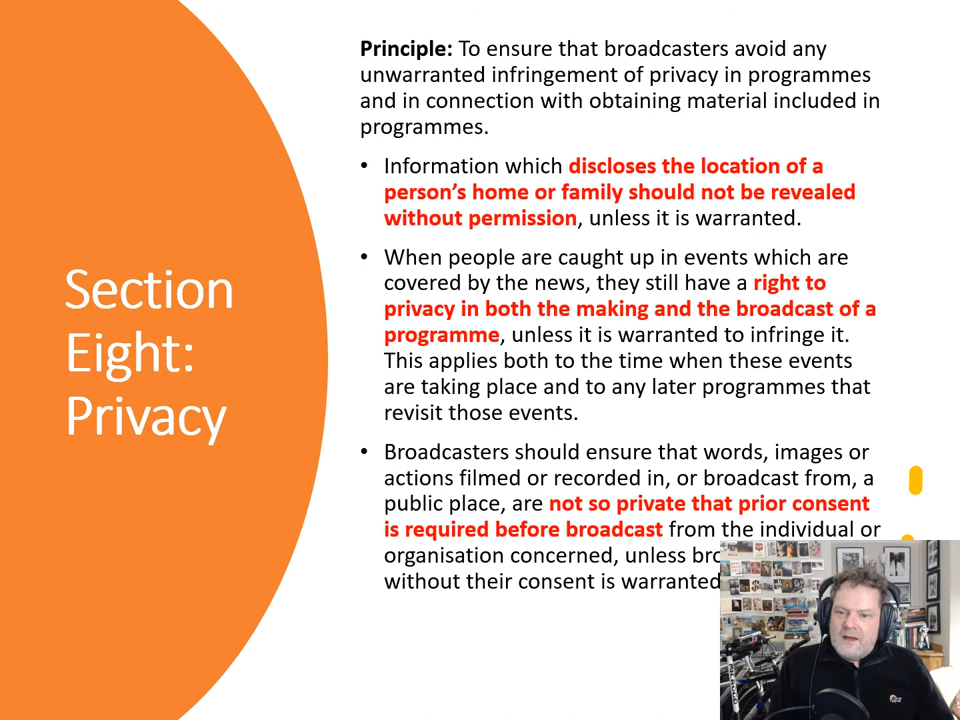 Section
Eight:
Privacy
Principle: To ensure that broadcasters avoid any
unwarranted infringement of privacy in programmes
and in connection with obtaining material included in
programmes.
• Information which discloses the location of a
person’s home or family should not be revealed
without permission, unless it is warranted.
• When people are caught up in events which are
covered by the news, they still have a right to
privacy in both the making and the broadcast of a
programme, unless it is warranted to infringe it.
This applies both to the time when these events
are taking place and to any later programmes that
revisit those events.
• Broadcasters should ensure that words, images or
actions filmed or recorded in, or broadcast from, a
public place, are not so private that prior consent
is required before broadcast from the individual or
organisation concerned, unless
without their consent is warranted